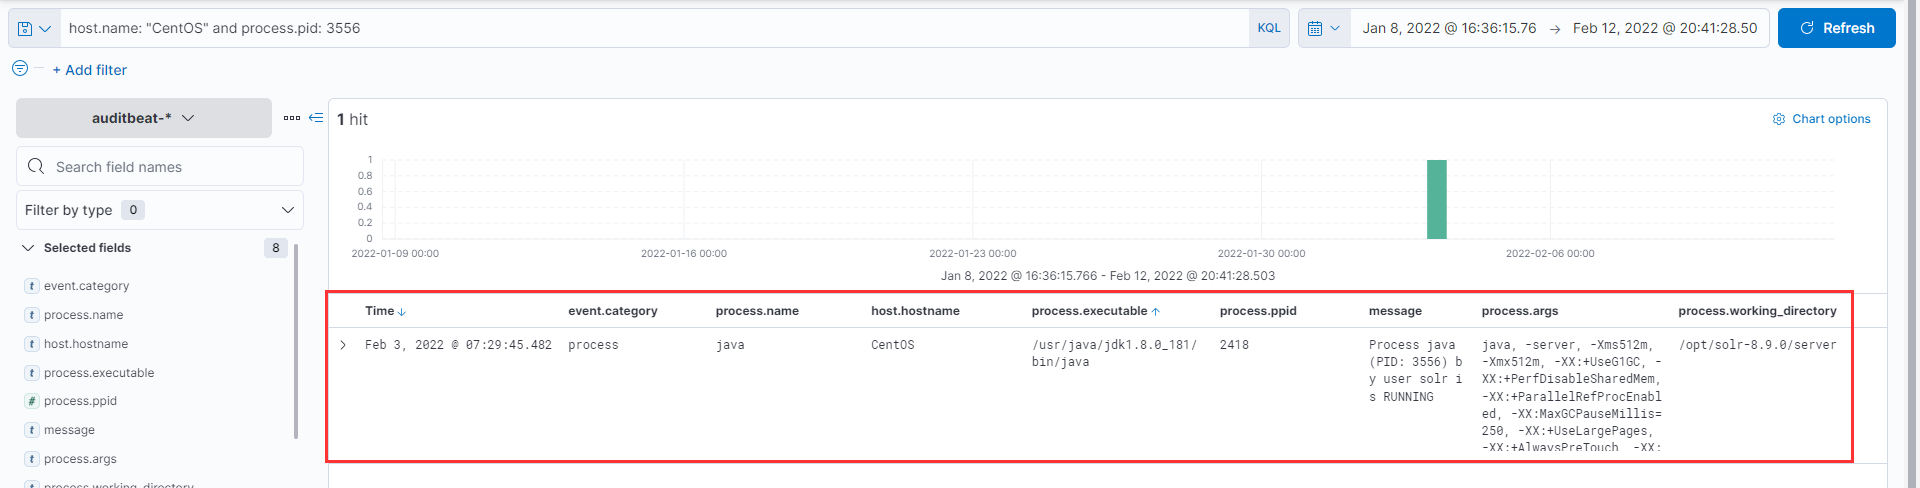 host.name: "CentOS" and process.pid: 3556
KQL
Jan 8, 2022 @ 16:36:15.76 → Feb 12, 2022 @ 20:41:28.50
Refresh
+ Add filter
auditbeat-*
Search field names
Filter by type 0
Selected fields 8
t event.category
t process.name
t host.hostname
t process.executable
# process.ppid
t message
t process.args
t process.working_directory
1 hit
Chart options
1
0.8
0.6
0.4
0.2
0
2022-01-09 00:00 2022-01-16 00:00 2022-01-23 00:00 2022-01-30 00:00 2022-02-06 00:00
Jan 8, 2022 @ 16:36:15.766 - Feb 12, 2022 @ 20:41:28.503
Time ↓ event.category process.name host.hostname process.executable ↑ process.ppid message process.args process.working_directory
Feb 3, 2022 @ 07:29:45.482 process java CentOS /usr/java/jdk1.8.0_181/ 2418 Process java java, -server, -Xms512m, /opt/solr-8.9.0/server
bin/java (PID: 3556) b -Xmx512m, -XX:+UseG1GC, -
y user solr i XX:+PerfDisableSharedMem,
s RUNNING -XX:+ParallelRefProcEnabl
ed, -XX:MaxGCPauseMillis=
250, -XX:+UseLargePages,
-XX:+AlwaysPreTouch, -XX: